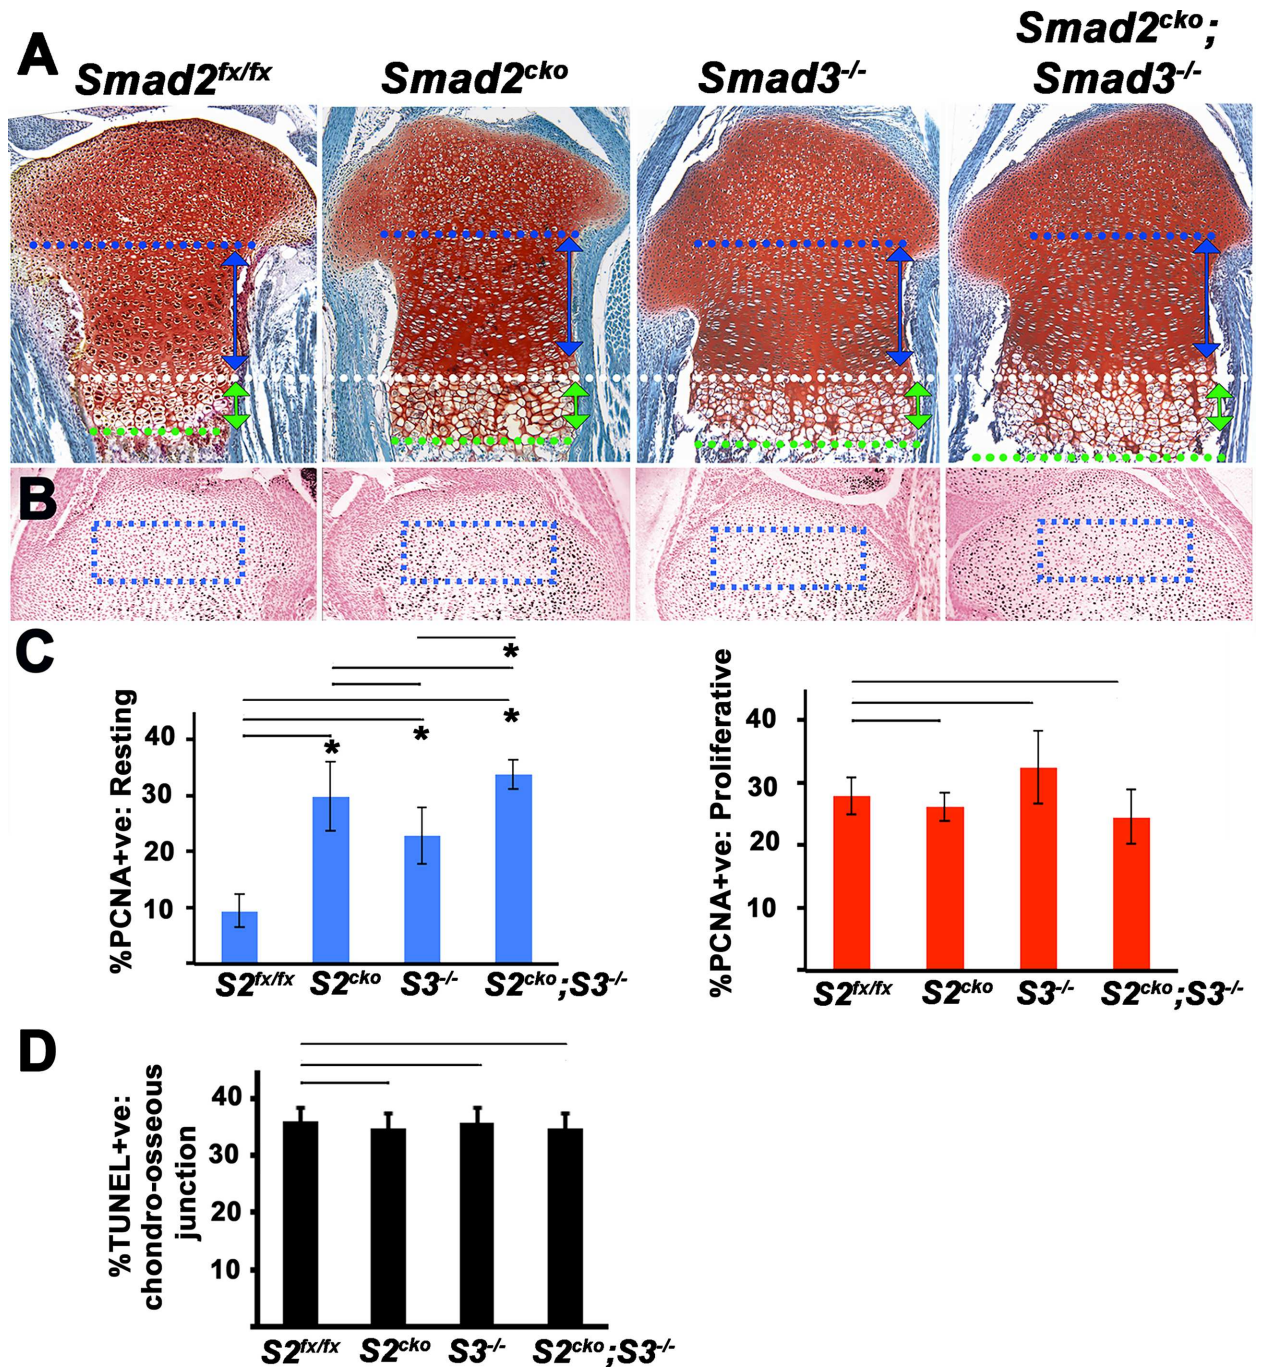 A
Smad2fx/fx
Smad2cko
Smad3-/-
Smad2cko;
Smad3-/-
B
C
%PCNA+ve: Resting
40
30
20
10
*
*
*
*
S2fx/fx
S2cko
S3-/-
S2cko;S3-/-
%PCNA+ve: Proliferative
40
30
20
10
S2fx/fx
S2cko
S3-/-
S2cko;S3-/-
D
%TUNEL+ve:
chondro-osseous
junction
40
30
20
10
S2fx/fx
S2cko
S3-/-
S2cko;S3-/-